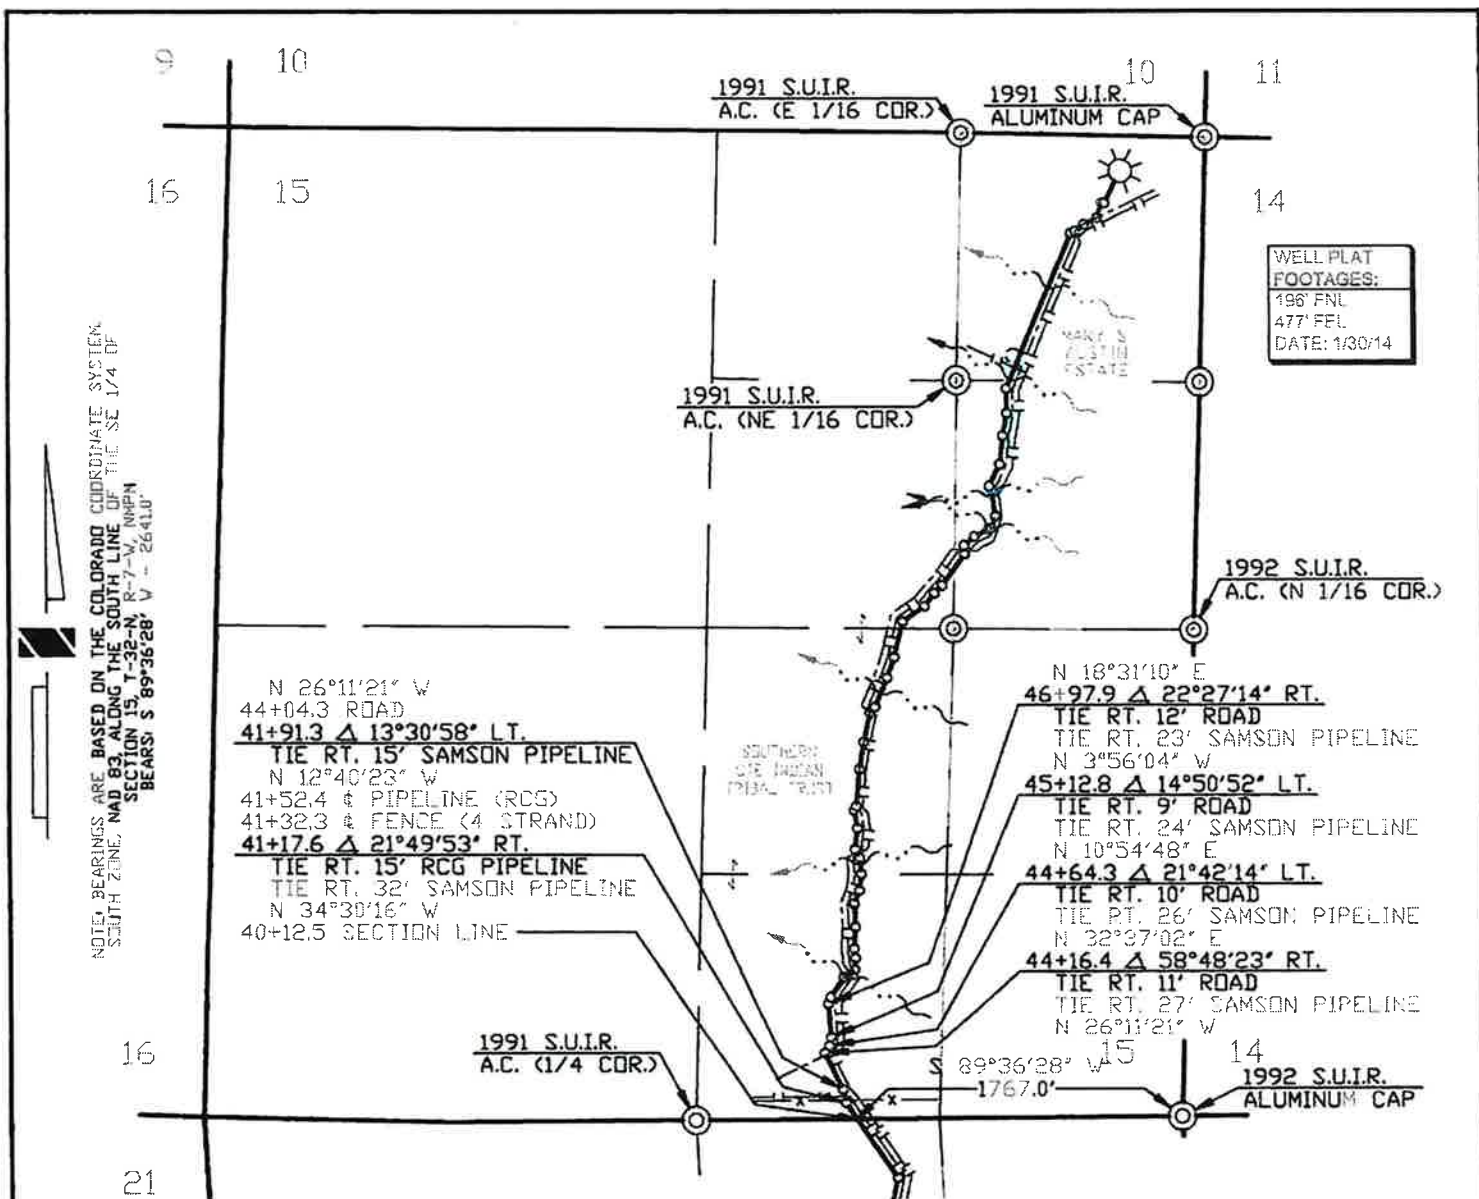 9
10
10
11
1991 S.U.I.R.
A.C. (E 1/16 COR.)
1991 S.U.I.R.
ALUMINUM CAP
16
15
14
WELL PLAT
FOOTAGES:
196' FNL
477' FEL
DATE: 1/30/14
MARY S
AUSTIN
ESTATE
1991 S.U.I.R.
A.C. (NE 1/16 COR.)
NOTE: BEARINGS ARE BASED ON THE COLORADO COORDINATE SYSTEM,
SOUTH ZONE, NAD 83, ALONG THE SOUTH LINE OF THE SE 1/4 OF
SECTION 15, T-32-N, R-7-W, NMPM
BEARS: S 89°36'28" W - 2641.0'
1992 S.U.I.R.
A.C. (N 1/16 COR.)
N 26°11'21" W
44+04.3 ROAD
41+91.3 Δ 13°30'58" LT.
TIE RT. 15' SAMSON PIPELINE
N 12°40'23" W
41+52.4 ℄ PIPELINE (RCG)
41+32.3 ℄ FENCE (4 STRAND)
41+17.6 Δ 21°49'53" RT.
TIE RT. 15' RCG PIPELINE
TIE RT. 32' SAMSON PIPELINE
N 34°30'16" W
40+12.5 SECTION LINE
SOUTHERN
UTE INDIAN
TRIBAL TRUST
N 18°31'10" E
46+97.9 Δ 22°27'14" RT.
TIE RT. 12' ROAD
TIE RT. 23' SAMSON PIPELINE
N 3°56'04" W
45+12.8 Δ 14°50'52" LT.
TIE RT. 9' ROAD
TIE RT. 24' SAMSON PIPELINE
N 10°54'48" E
44+64.3 Δ 21°42'14" LT.
TIE RT. 10' ROAD
TIE RT. 26' SAMSON PIPELINE
N 32°37'02" E
44+16.4 Δ 58°48'23" RT.
TIE RT. 11' ROAD
TIE RT. 27' SAMSON PIPELINE
N 26°11'21" W
16
1991 S.U.I.R.
A.C. (1/4 COR.)
15
14
S 89°36'28" W
1767.0'
1992 S.U.I.R.
ALUMINUM CAP
x
x
21